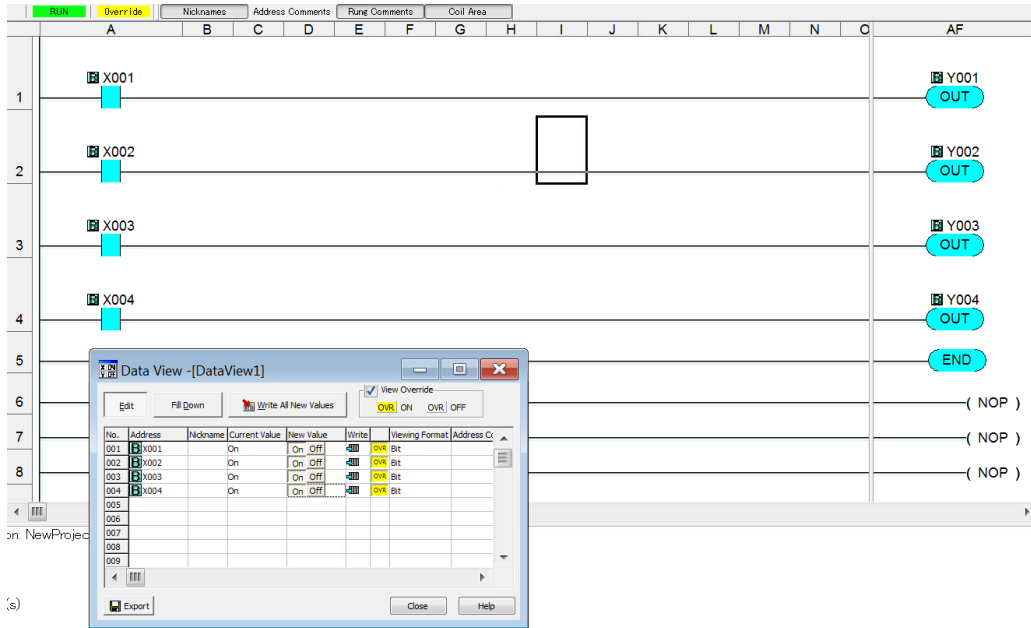 RUN Override Nicknames Address Comments Rung Comments Coil Area
A B C D E F G H I J K L M N AF
X001 Y001
1 OUT
X002 Y002
2 OUT
X003 Y003
3 OUT
X004 Y004
4 OUT
5 END
6 ( NOP )
7 ( NOP )
8 ( NOP )
Data View -[DataView1]
View Override
Edit Fill Down Write All New Values OVR ON OVR OFF
No. Address Nickname Current Value New Value Write Viewing Format Address Co
001 B X001 On On Off OVR Bit
002 B X002 On On Off OVR Bit
003 B X003 On On Off OVR Bit
004 B X004 On On Off OVR Bit
005
006
007
008
009
Export Close Help
on: NewProjec
(s)